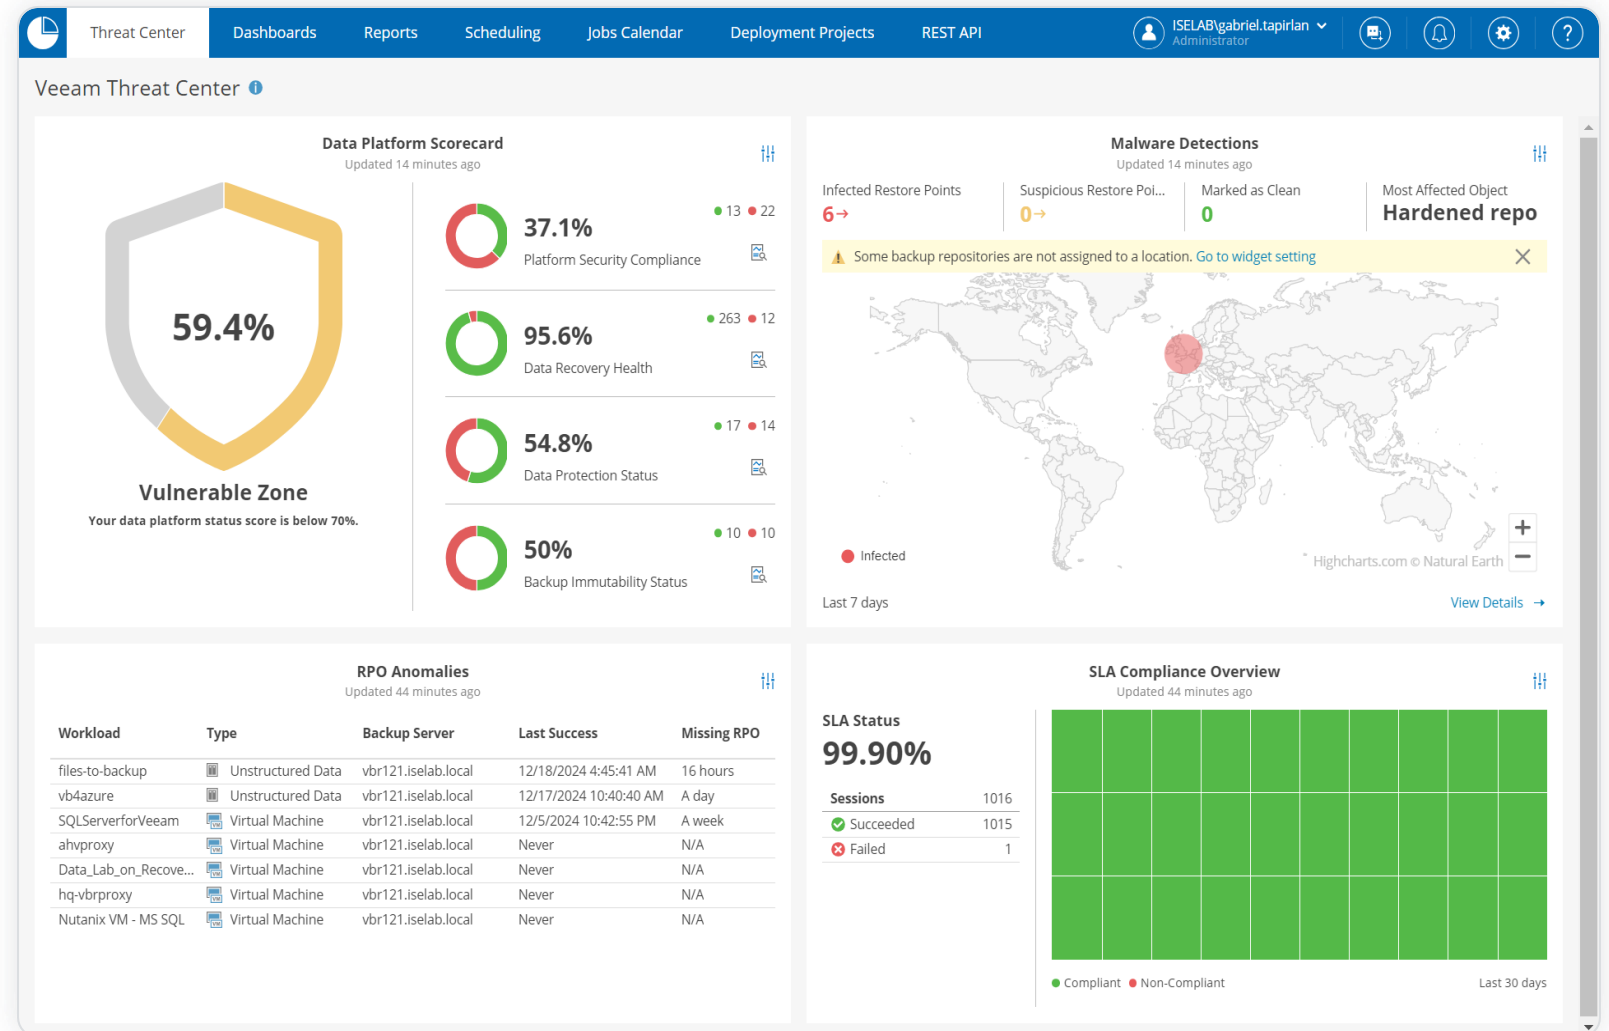 Threat Center Dashboards Reports Scheduling Jobs Calendar Deployment Projects REST API ISELAB\gabriel.tapirlan
Administrator
Veeam Threat Center
Data Platform Scorecard
Updated 14 minutes ago
59.4%
Vulnerable Zone
Your data platform status score is below 70%.
13 22
37.1%
Platform Security Compliance
263 12
95.6%
Data Recovery Health
17 14
54.8%
Data Protection Status
10 10
50%
Backup Immutability Status
Malware Detections
Updated 14 minutes ago
Infected Restore Points Suspicious Restore Poi... Marked as Clean Most Affected Object
6 0 0 Hardened repo
Some backup repositories are not assigned to a location. Go to widget setting
Infected
Highcharts.com © Natural Earth
Last 7 days View Details
RPO Anomalies
Updated 44 minutes ago
Workload Type Backup Server Last Success Missing RPO
files-to-backup Unstructured Data vbr121.iselab.local 12/18/2024 4:45:41 AM 16 hours
vb4azure Unstructured Data vbr121.iselab.local 12/17/2024 10:40:40 AM A day
SQLServerforVeeam Virtual Machine vbr121.iselab.local 12/5/2024 10:42:55 PM A week
ahvproxy Virtual Machine vbr121.iselab.local Never N/A
Data_Lab_on_Recove... Virtual Machine vbr121.iselab.local Never N/A
hq-vbrproxy Virtual Machine vbr121.iselab.local Never N/A
Nutanix VM - MS SQL Virtual Machine vbr121.iselab.local Never N/A
SLA Compliance Overview
Updated 44 minutes ago
SLA Status
99.90%
Sessions 1016
Succeeded 1015
Failed 1
Compliant Non-Compliant Last 30 days